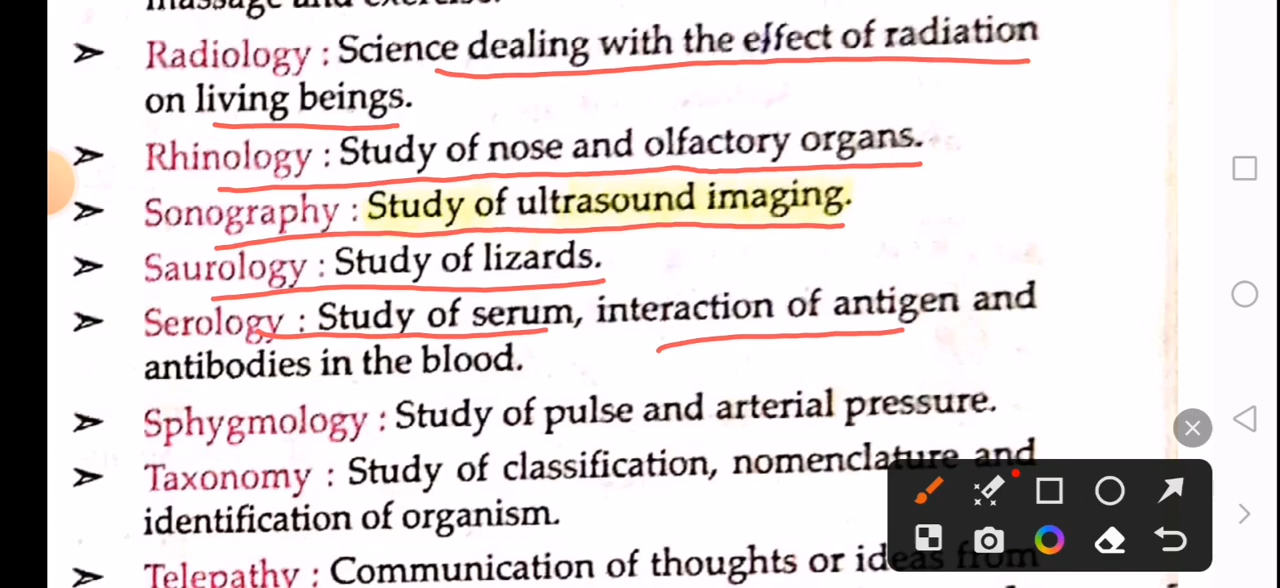 massage and exercise.
➤ Radiology : Science dealing with the effect of radiation
on living beings.
➤ Rhinology : Study of nose and olfactory organs.
➤ Sonography : Study of ultrasound imaging.
➤ Saurology : Study of lizards.
➤ Serology : Study of serum, interaction of antigen and
antibodies in the blood.
➤ Sphygmology : Study of pulse and arterial pressure.
➤ Taxonomy : Study of classification, nomenclature and
identification of organism.
➤ Telepathy : Communication of thoughts or ideas from